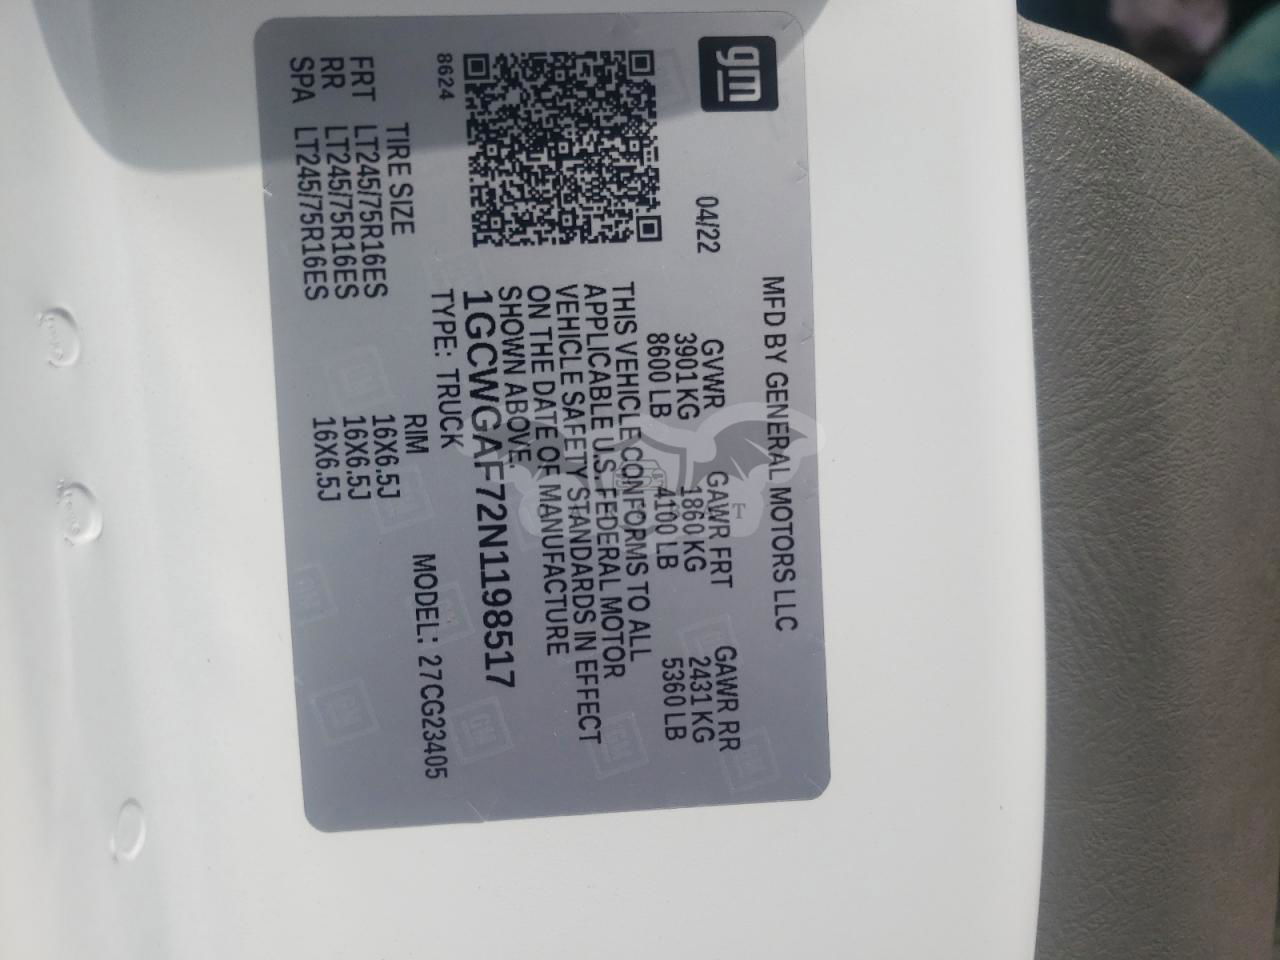 gm
MFD BY GENERAL MOTORS LLC
04/22 GVWR GAWR FRT GAWR RR
3901 KG 1860 KG 2431 KG
8600 LB 4100 LB 5360 LB
THIS VEHICLE CONFORMS TO ALL
APPLICABLE U.S. FEDERAL MOTOR
VEHICLE SAFETY STANDARDS IN EFFECT
ON THE DATE OF MANUFACTURE
SHOWN ABOVE.
1GCWGAF72N1198517
8624 TYPE: TRUCK MODEL: 27CG23405
TIRE SIZE RIM
FRT LT245/75R16ES 16X6.5J
RR LT245/75R16ES 16X6.5J
SPA LT245/75R16ES 16X6.5J